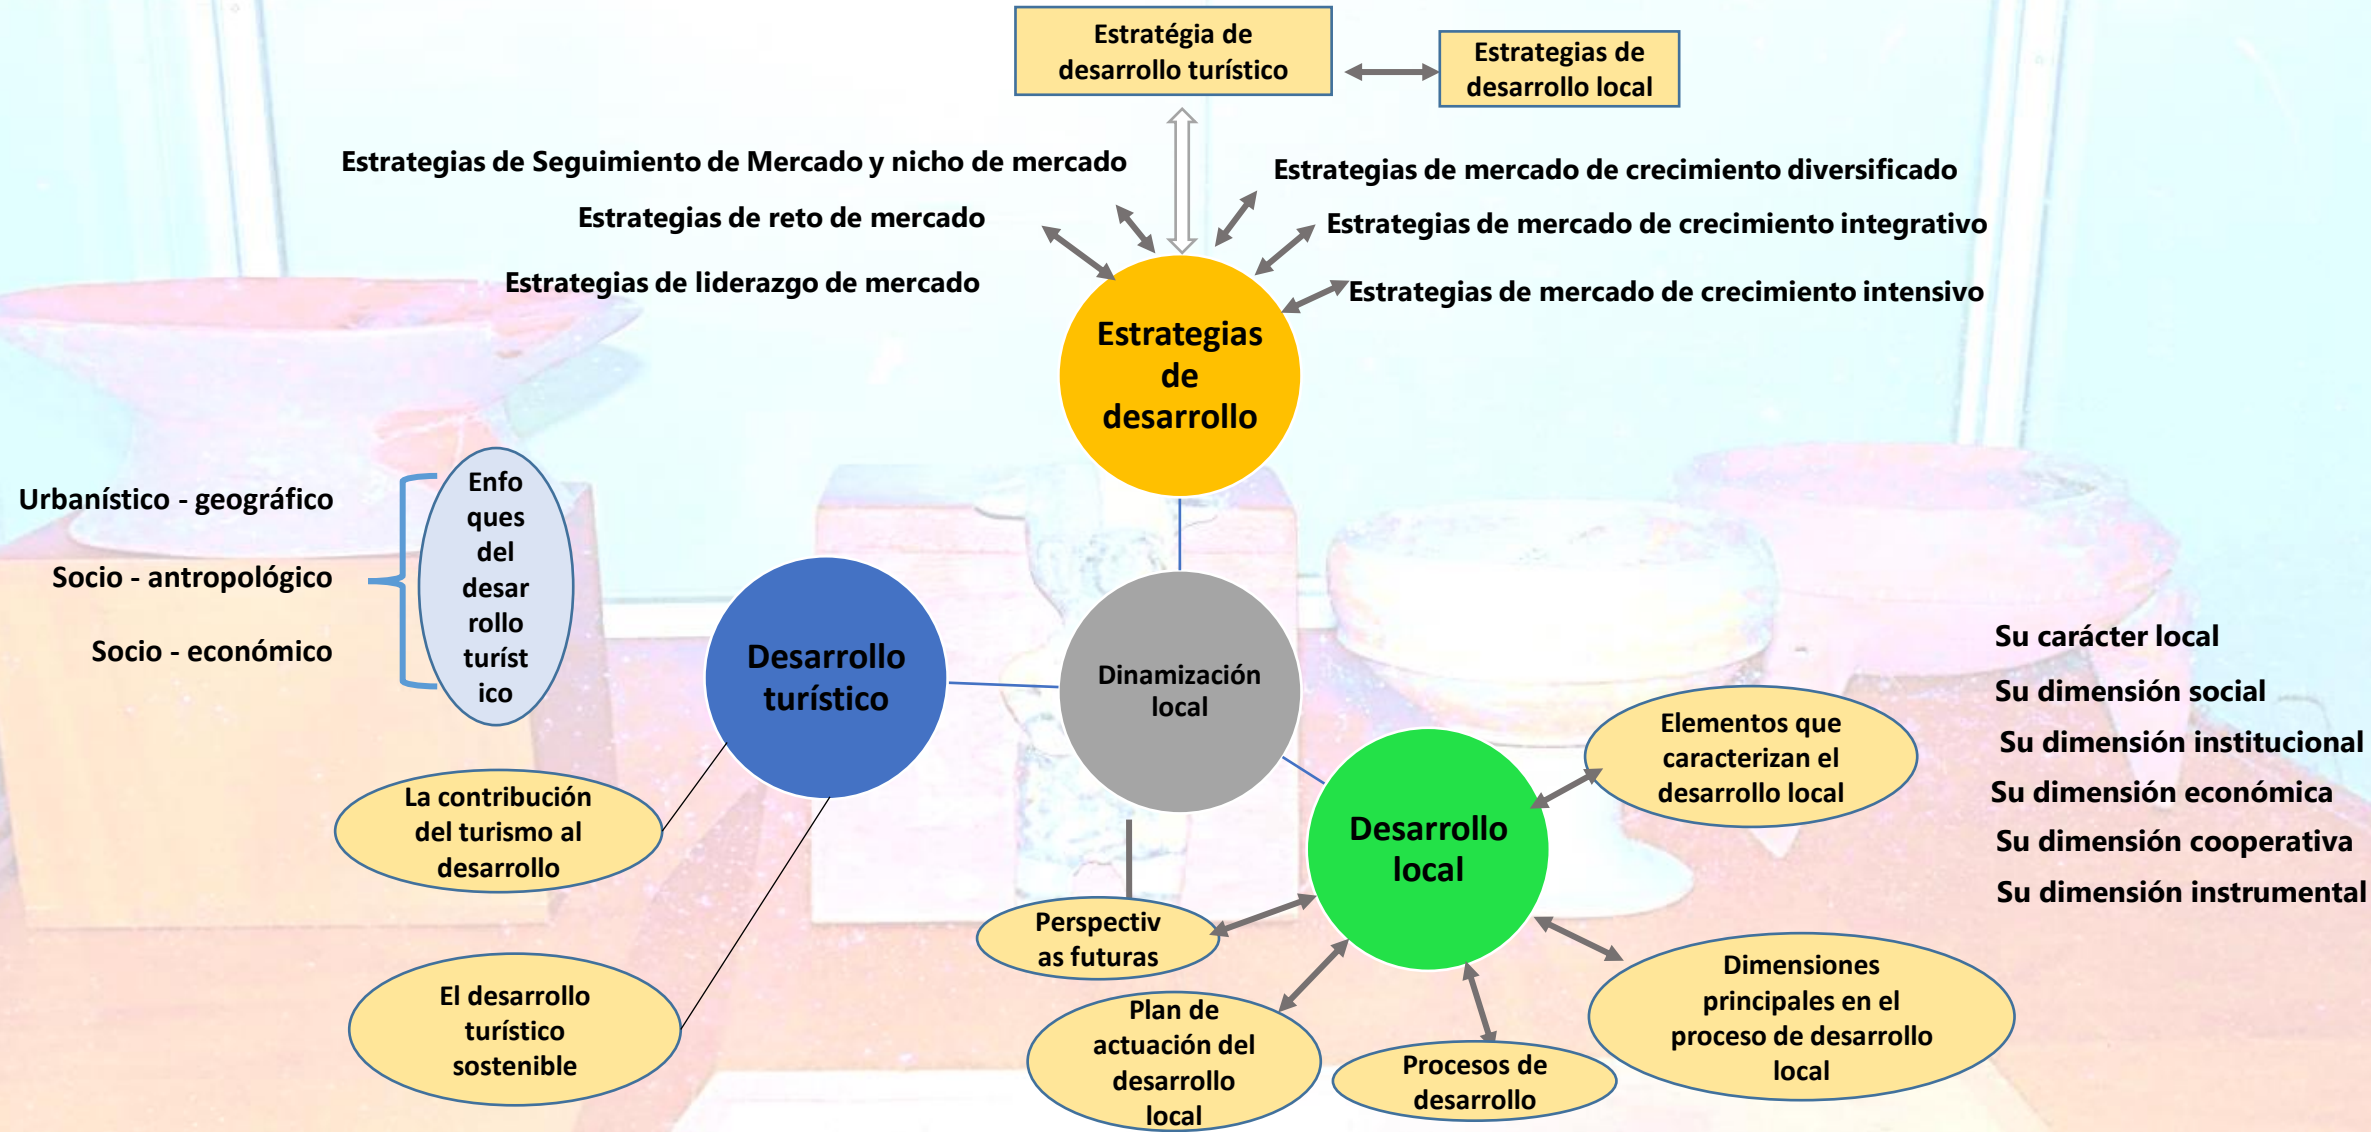 Estratégia de
desarrollo turístico
Estrategias de
desarrollo local
Estrategias de Seguimiento de Mercado y nicho de mercado
Estrategias de reto de mercado
Estrategias de liderazgo de mercado
Estrategias de mercado de crecimiento diversificado
Estrategias de mercado de crecimiento integrativo
Estrategias de mercado de crecimiento intensivo
Estrategias
de
desarrollo
Urbanístico - geográfico
Socio - antropológico
Socio - económico
Enfo
ques
del
desar
rollo
turíst
ico
Desarrollo
turístico
Dinamización
local
La contribución
del turismo al
desarrollo
El desarrollo
turístico
sostenible
Desarrollo
local
Elementos que
caracterizan el
desarrollo local
Su carácter local
Su dimensión social
Su dimensión institucional
Su dimensión económica
Su dimensión cooperativa
Su dimensión instrumental
Perspectiv
as futuras
Plan de
actuación del
desarrollo
local
Procesos de
desarrollo
Dimensiones
principales en el
proceso de desarrollo
local